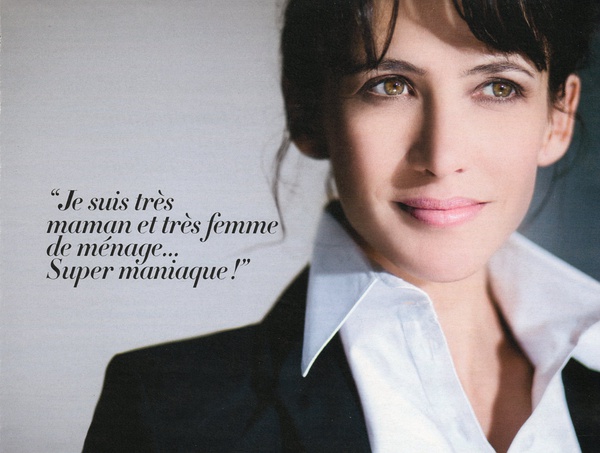 “Je suis très
maman et très femme
de ménage...
Super maniaque !”